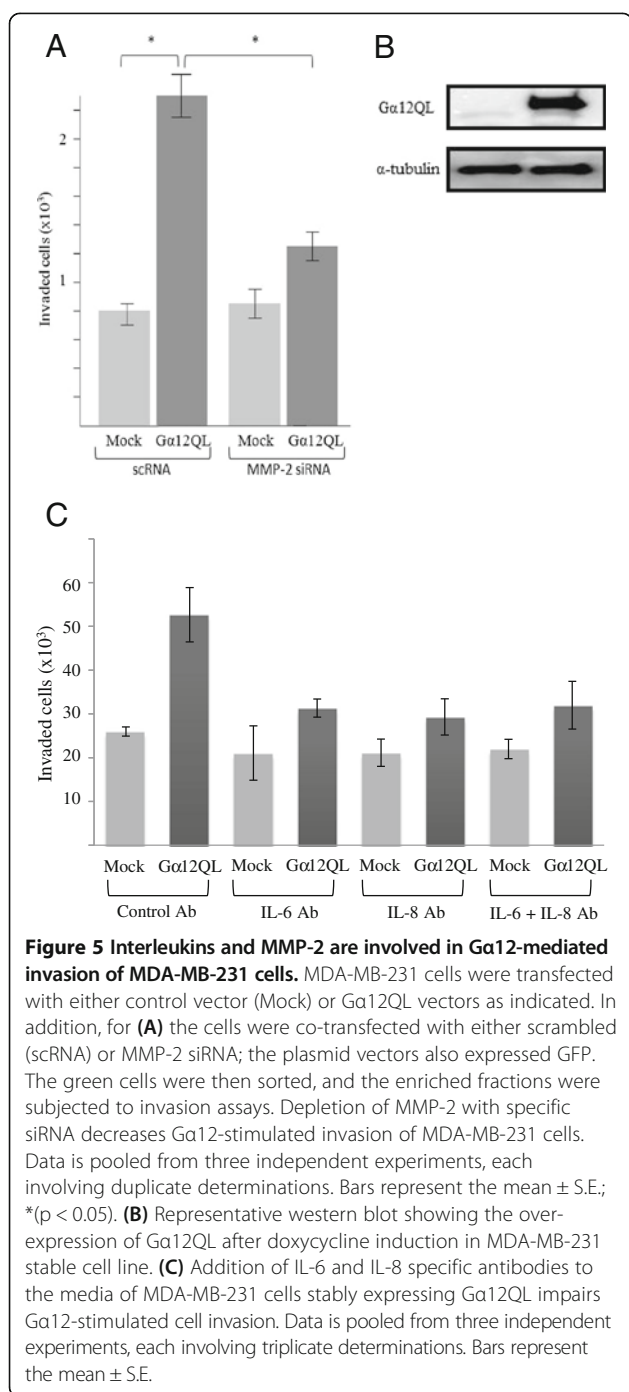 A
B
*
*
Gα12QL
α-tubulin
Invaded cells (x10³)
2
1
Mock Gα12QL Mock Gα12QL
scRNA MMP-2 siRNA
C
Invaded cells (x10³)
60
50
40
30
20
10
Mock Gα12QL Mock Gα12QL Mock Gα12QL Mock Gα12QL
Control Ab IL-6 Ab IL-8 Ab IL-6 + IL-8 Ab
Figure 5 Interleukins and MMP-2 are involved in Gα12-mediated
invasion of MDA-MB-231 cells. MDA-MB-231 cells were transfected
with either control vector (Mock) or Gα12QL vectors as indicated. In
addition, for (A) the cells were co-transfected with either scrambled
(scRNA) or MMP-2 siRNA; the plasmid vectors also expressed GFP.
The green cells were then sorted, and the enriched fractions were
subjected to invasion assays. Depletion of MMP-2 with specific
siRNA decreases Gα12-stimulated invasion of MDA-MB-231 cells.
Data is pooled from three independent experiments, each
involving duplicate determinations. Bars represent the mean ± S.E.;
*(p < 0.05). (B) Representative western blot showing the over-
expression of Gα12QL after doxycycline induction in MDA-MB-231
stable cell line. (C) Addition of IL-6 and IL-8 specific antibodies to
the media of MDA-MB-231 cells stably expressing Gα12QL impairs
Gα12-stimulated cell invasion. Data is pooled from three independent
experiments, each involving triplicate determinations. Bars represent
the mean ± S.E.